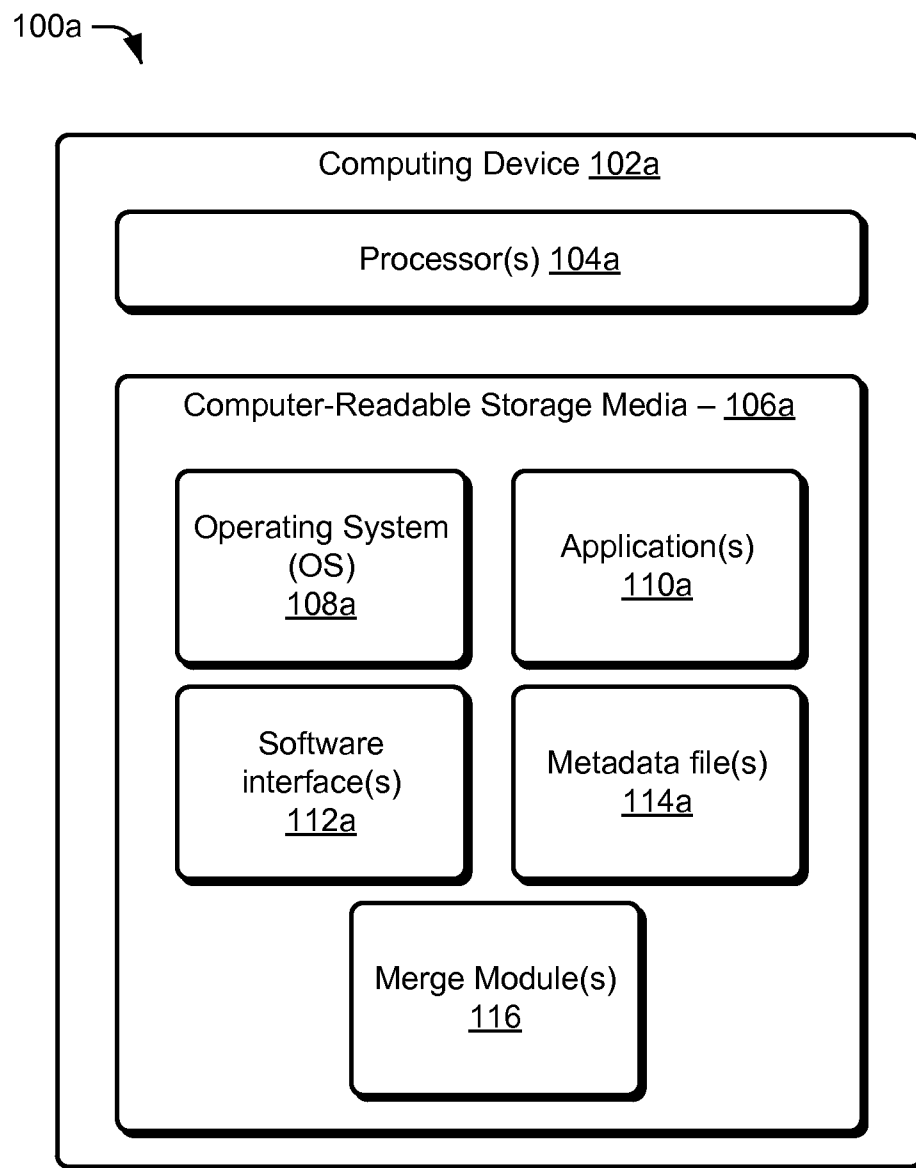 100a
Computing Device 102a
Processor(s) 104a
Computer-Readable Storage Media – 106a
Operating System
(OS)
108a
Application(s)
110a
Software
interface(s)
112a
Metadata file(s)
114a
Merge Module(s)
116